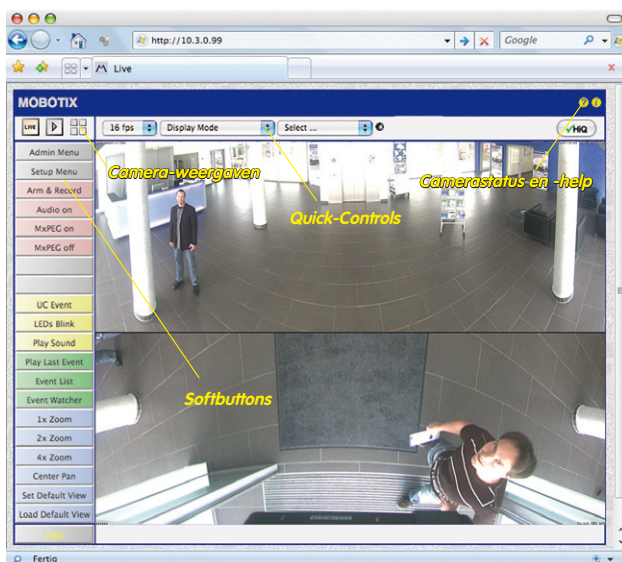 http://10.3.0.99
Google
Live
MOBOTIX
LIVE
16 fps
Display Mode
Select ...
HiQ
Admin Menu
Setup Menu
Arm & Record
Audio on
MxPEG on
MxPEG off
UC Event
LEDs Blink
Play Sound
Play Last Event
Event List
Event Watcher
1x Zoom
2x Zoom
4x Zoom
Center Pan
Set Default View
Load Default View
Camera-weergaven
Camerastatus en -help
Quick-Controls
Softbuttons
Fertig